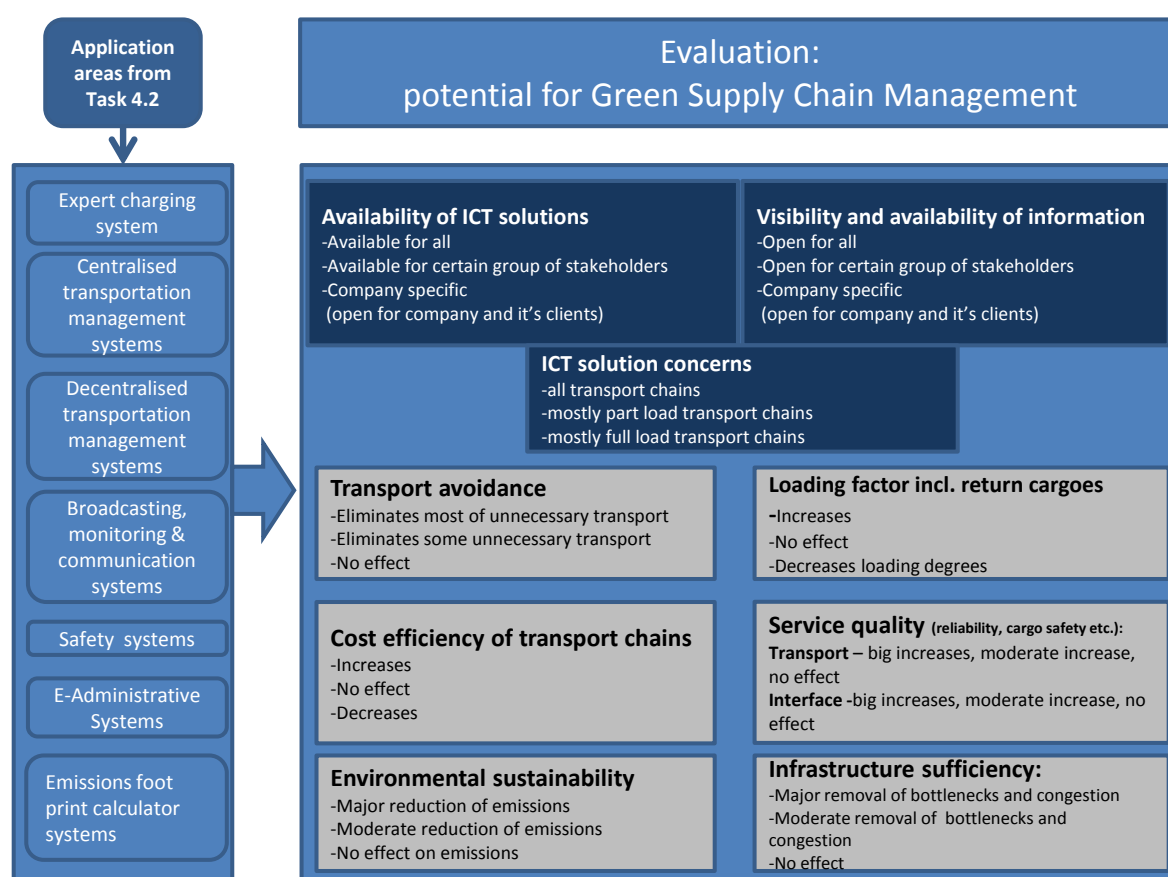 Application
areas from
Task 4.2
Evaluation:
potential for Green Supply Chain Management
Expert charging
system
Centralised
transportation
management
systems
Decentralised
transportation
management
systems
Broadcasting,
monitoring &
communication
systems
Safety systems
E-Administrative
Systems
Emissions foot
print calculator
systems
Availability of ICT solutions
-Available for all
-Available for certain group of stakeholders
-Company specific
(open for company and it's clients)
Visibility and availability of information
-Open for all
-Open for certain group of stakeholders
-Company specific
(open for company and it's clients)
ICT solution concerns
-all transport chains
-mostly part load transport chains
-mostly full load transport chains
Transport avoidance
-Eliminates most of unnecessary transport
-Eliminates some unnecessary transport
-No effect
Loading factor incl. return cargoes
-Increases
-No effect
-Decreases loading degrees
Cost efficiency of transport chains
-Increases
-No effect
-Decreases
Service quality (reliability, cargo safety etc.):
Transport – big increases, moderate increase,
no effect
Interface -big increases, moderate increase, no
effect
Environmental sustainability
-Major reduction of emissions
-Moderate reduction of emissions
-No effect on emissions
Infrastructure sufficiency:
-Major removal of bottlenecks and congestion
-Moderate removal of bottlenecks and
congestion
-No effect